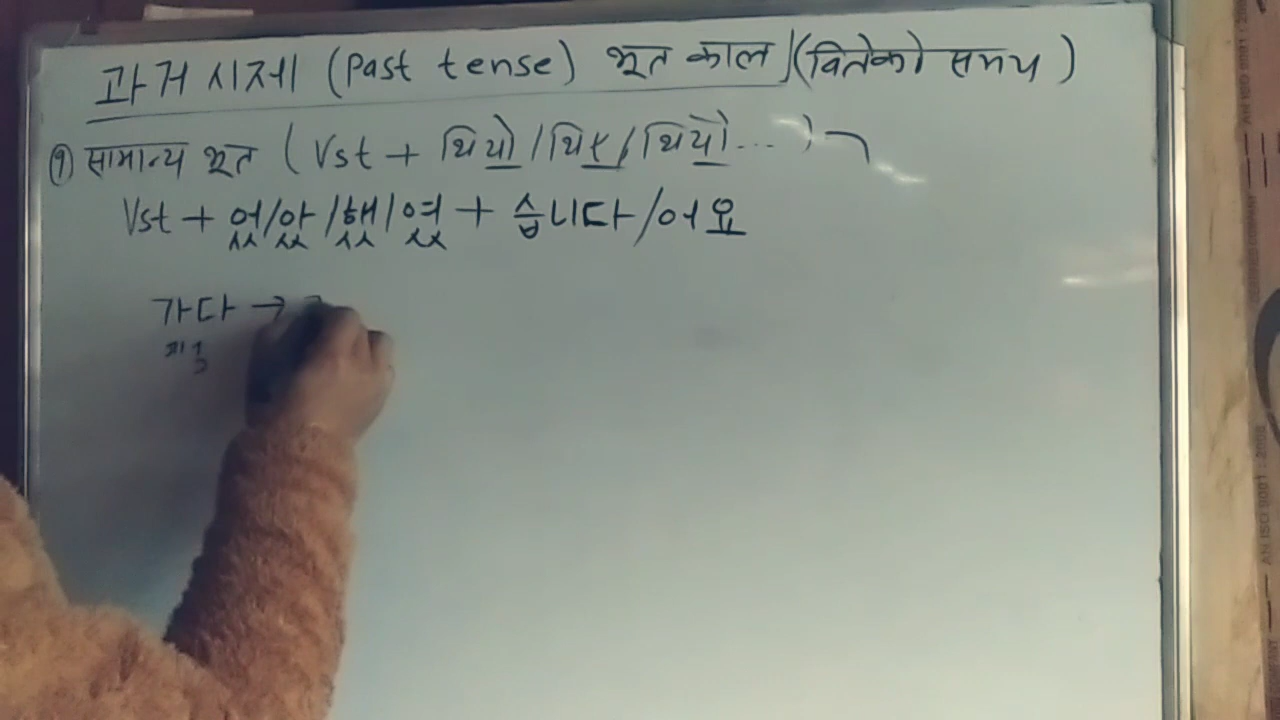 과거 시제 (Past tense) भूत काल (वितेको समय)
१ सामान्य भूत ( Vst + थियो / थिए / थियौ ... )
Vst + 었/았/했/였 + 습니다/어요
가다 →